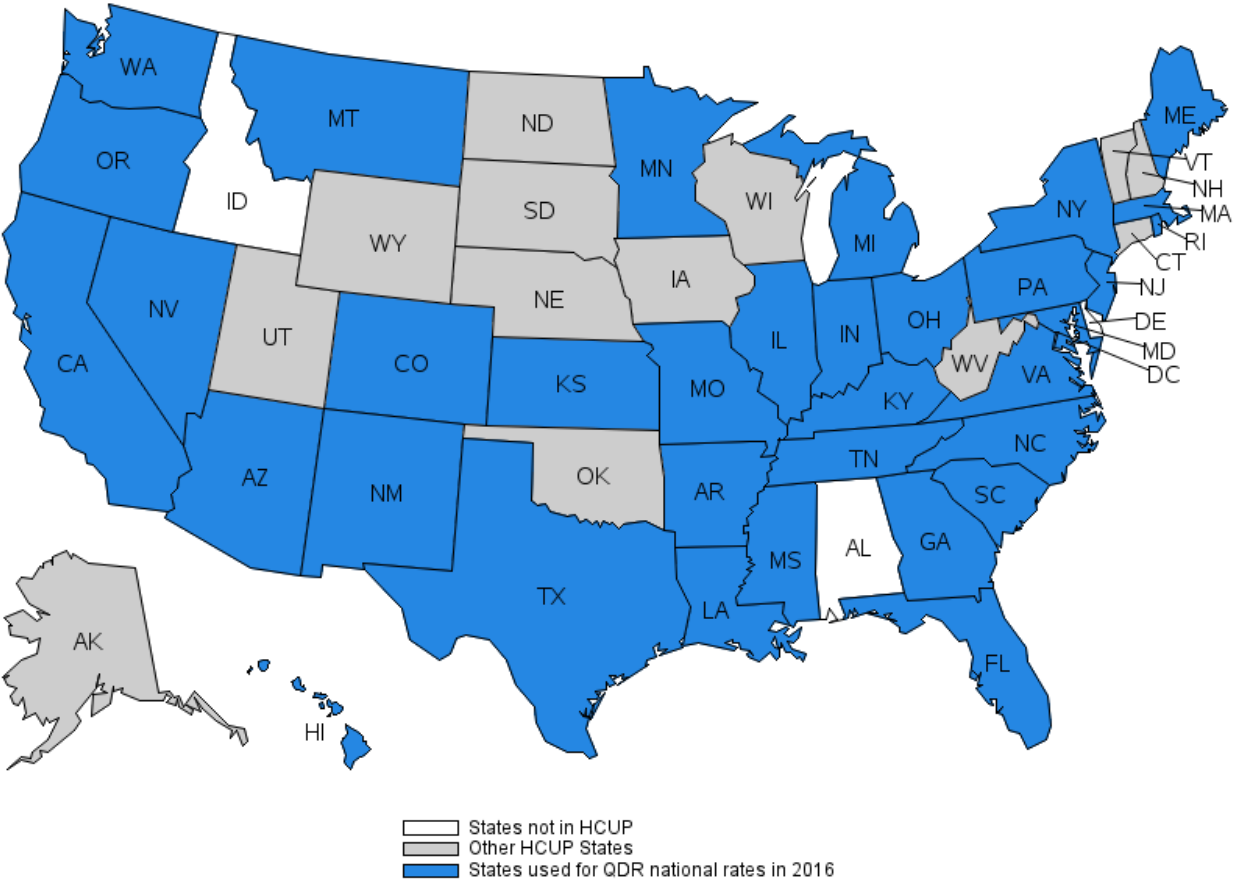 WA
MT
ND
ME
OR
MN
VT
ID
SD
WI
NH
NY
MA
WY
MI
RI
CT
IA
NE
PA
NJ
NV
UT
OH
DE
IL
IN
MD
CA
CO
WV
VA
DC
KS
MO
KY
NC
TN
AZ
OK
NM
AR
SC
AL
GA
MS
TX
LA
AK
FL
HI
States not in HCUP
Other HCUP States
States used for QDR national rates in 2016